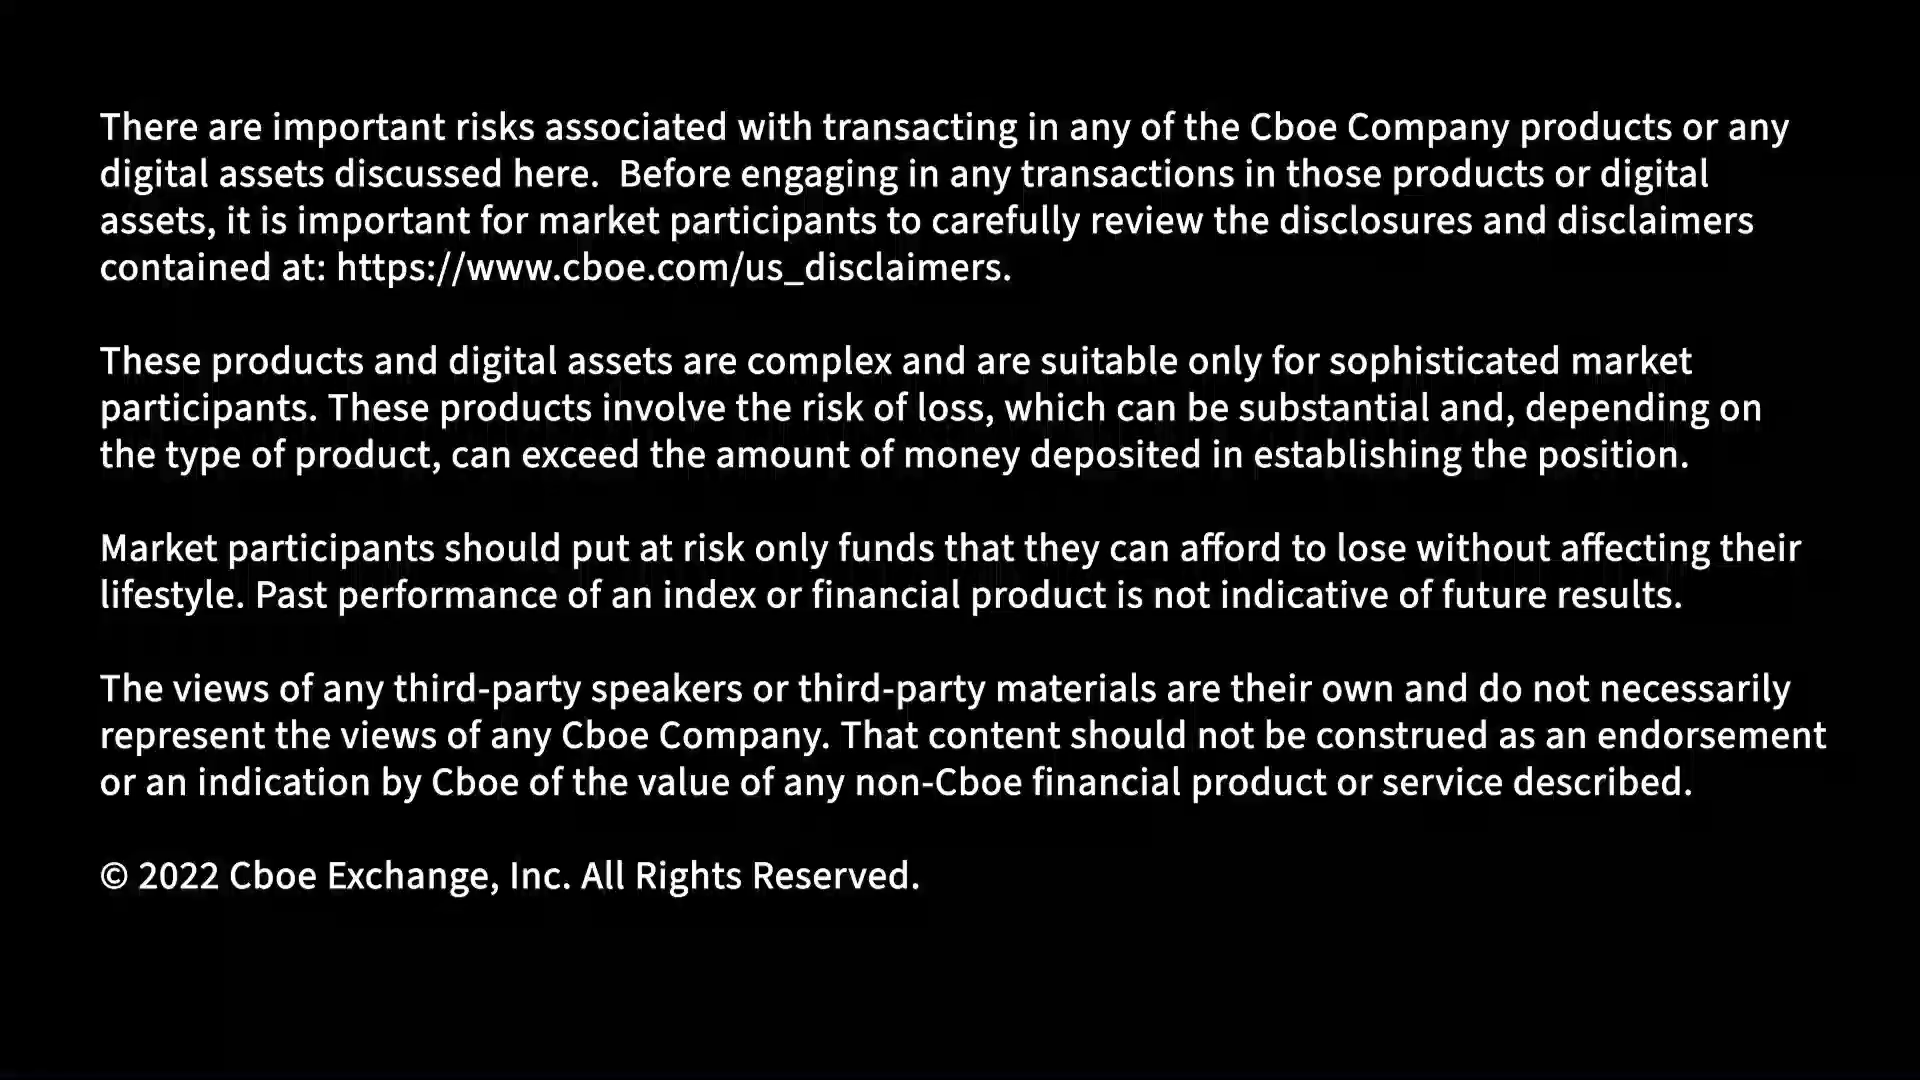 There are important risks associated with transacting in any of the Cboe Company products or any
digital assets discussed here.  Before engaging in any transactions in those products or digital
assets, it is important for market participants to carefully review the disclosures and disclaimers
contained at: https://www.cboe.com/us_disclaimers.
These products and digital assets are complex and are suitable only for sophisticated market
participants. These products involve the risk of loss, which can be substantial and, depending on
the type of product, can exceed the amount of money deposited in establishing the position.
Market participants should put at risk only funds that they can afford to lose without affecting their
lifestyle. Past performance of an index or financial product is not indicative of future results.
The views of any third-party speakers or third-party materials are their own and do not necessarily
represent the views of any Cboe Company. That content should not be construed as an endorsement
or an indication by Cboe of the value of any non-Cboe financial product or service described.
© 2022 Cboe Exchange, Inc. All Rights Reserved.